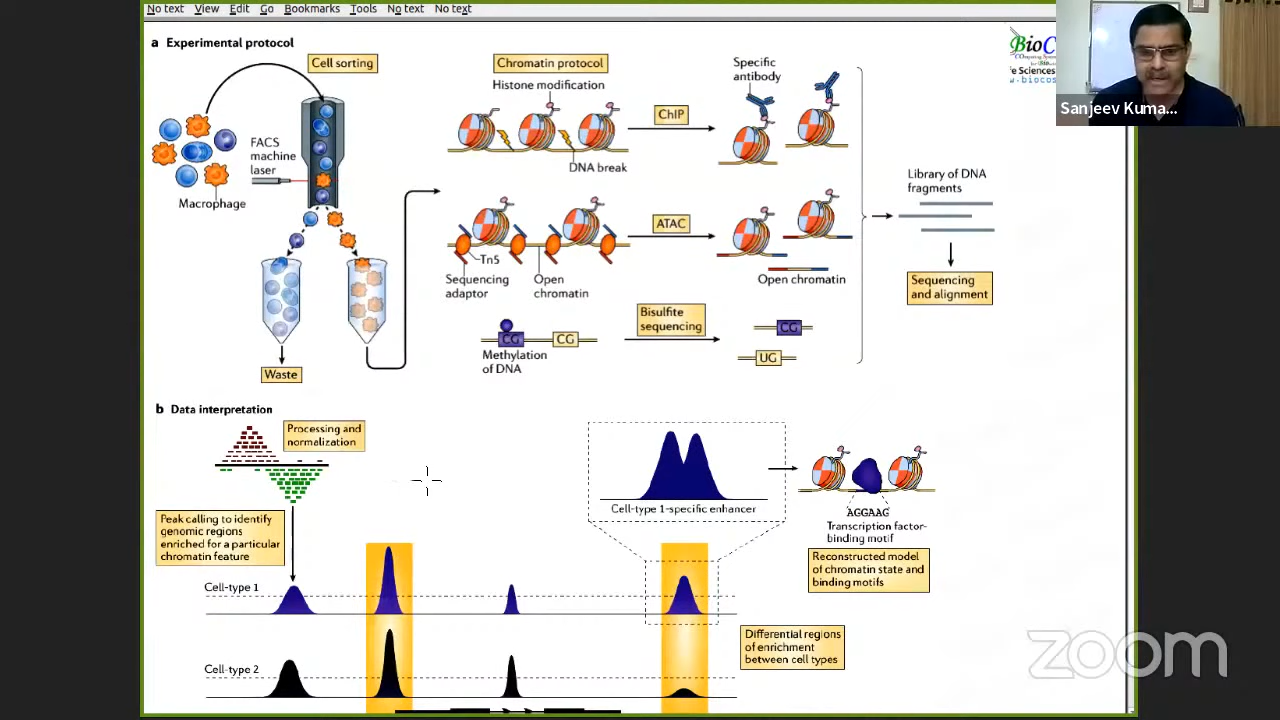 No text View Edit Go Bookmarks Tools No text No text
a Experimental protocol
Cell sorting
FACS
machine
laser
Macrophage
Waste
Chromatin protocol
Histone modification
DNA break
ChIP
Specific
antibody
Tn5
Sequencing
adaptor
Open
chromatin
ATAC
Open chromatin
CG
CG
Methylation
of DNA
Bisulfite
sequencing
CG
UG
Library of DNA
fragments
Sequencing
and alignment
BioC
e Sciences
w.biocos
Sanjeev Kuma...
b Data interpretation
Processing and
normalization
Peak calling to identify
genomic regions
enriched for a particular
chromatin feature
Cell-type 1
Cell-type 2
Cell-type 1-specific enhancer
AGGAAG
Transcription factor-
binding motif
Reconstructed model
of chromatin state and
binding motifs
Differential regions
of enrichment
between cell types
zoom